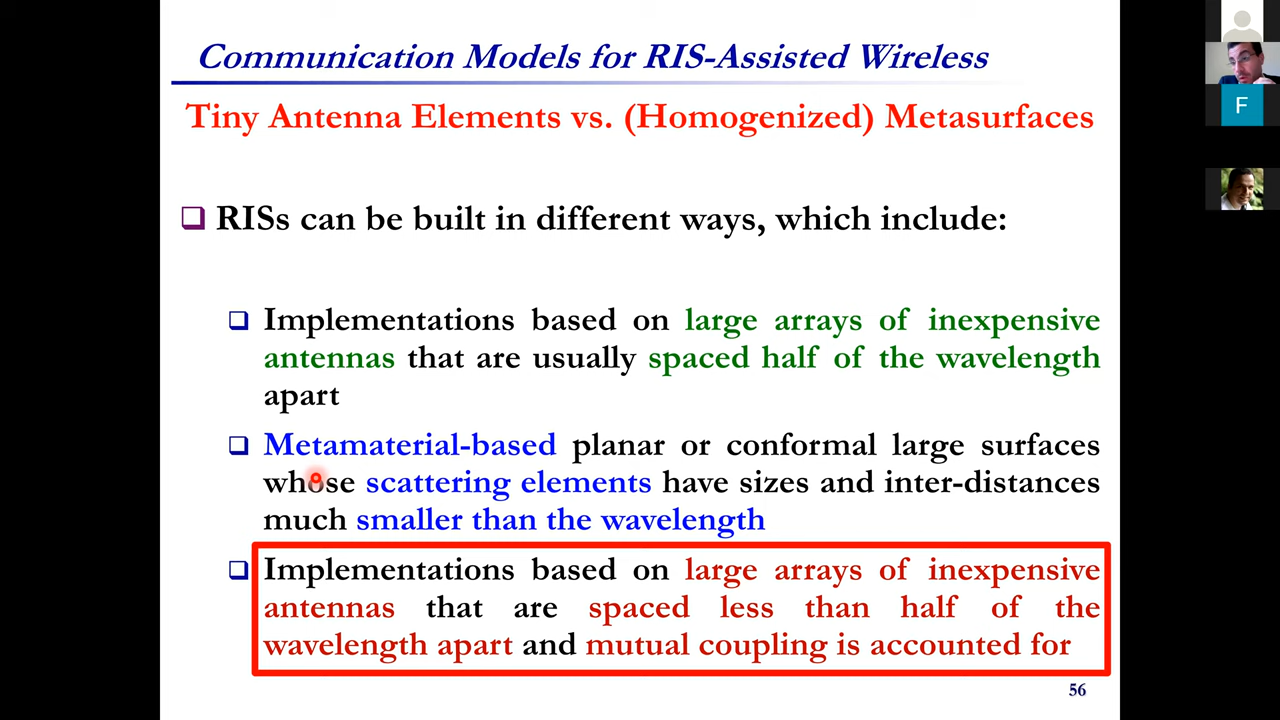 Communication Models for RIS-Assisted Wireless
Tiny Antenna Elements vs. (Homogenized) Metasurfaces
RISs can be built in different ways, which include:
Implementations based on large arrays of inexpensive
antennas that are usually spaced half of the wavelength
apart
Metamaterial-based planar or conformal large surfaces
whose scattering elements have sizes and inter-distances
much smaller than the wavelength
Implementations based on large arrays of inexpensive
antennas that are spaced less than half of the
wavelength apart and mutual coupling is accounted for
56
F